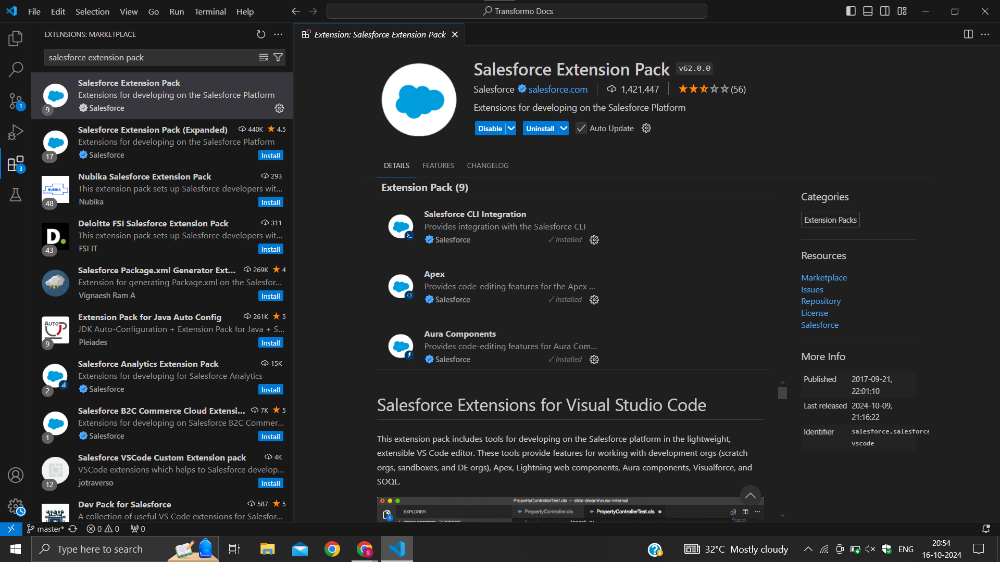 File Edit Selection View Go Run Terminal Help
Transformo Docs
EXTENSIONS: MARKETPLACE
salesforce extension pack
Salesforce Extension Pack
Extensions for developing on the Salesforce Platform
9
Salesforce
Salesforce Extension Pack (Expanded) 440K 4.5
Extensions for developing on the Salesforce Platform
17
Salesforce Install
Nubika Salesforce Extension Pack 293
NUBIKA
This extension pack sets up Salesforce developers wit...
48
Nubika Install
Deloitte FSI Salesforce Extension Pack 311
D.
This extension pack sets up Salesforce developers wit...
43
FSI IT Install
Salesforce Package.xml Generator Ext... 269K 4
Extension for generating Package.xml on the Salesfor...
Vignaesh Ram A Install
Extension Pack for Java Auto Config 261K 5
AUTO
JDK Auto-Configuration + Extension Pack for Java + S...
9
Pleiades Install
Salesforce Analytics Extension Pack 15K
Extensions for developing for Salesforce Analytics
2
Salesforce Install
Salesforce B2C Commerce Cloud Extensi... 7K 5
Extensions for developing on Salesforce B2C Commer...
1
Salesforce Install
Salesforce VSCode Custom Extension pack 4K
VSCode extensions which helps to Salesforce develop...
12
jotraverso Install
Dev Pack for Salesforce 587 5
A collection of useful VS Code extensions for Salesfor...
1
3
Extension: Salesforce Extension Pack
Salesforce Extension Pack v62.0.0
Salesforce salesforce.com 1,421,447 (56)
Extensions for developing on the Salesforce Platform
Disable Uninstall Auto Update
DETAILS FEATURES CHANGELOG
Extension Pack (9)
Salesforce CLI Integration
Provides integration with the Salesforce CLI
Salesforce Installed
Apex
Provides code-editing features for the Apex ...
Salesforce Installed
Aura Components
Provides code-editing features for Aura Com...
Salesforce Installed
Salesforce Extensions for Visual Studio Code
This extension pack includes tools for developing on the Salesforce platform in the lightweight,
extensible VS Code editor. These tools provide features for working with development orgs (scratch
orgs, sandboxes, and DE orgs), Apex, Lightning web components, Aura components, Visualforce, and
SOQL.
PropertyControllerTest.cls — sfdx-dreamhouse-internal
EXPLORER PropertyController.cls PropertyControllerTest.cls
1
Categories
Extension Packs
Resources
Marketplace
Issues
Repository
License
Salesforce
More Info
Published 2017-09-21,
22:01:10
Last released 2024-10-09,
21:16:22
Identifier salesforce.salesforce
vscode
master* 0 0 0
Type here to search
32°C Mostly cloudy
ENG
20:54
16-10-2024